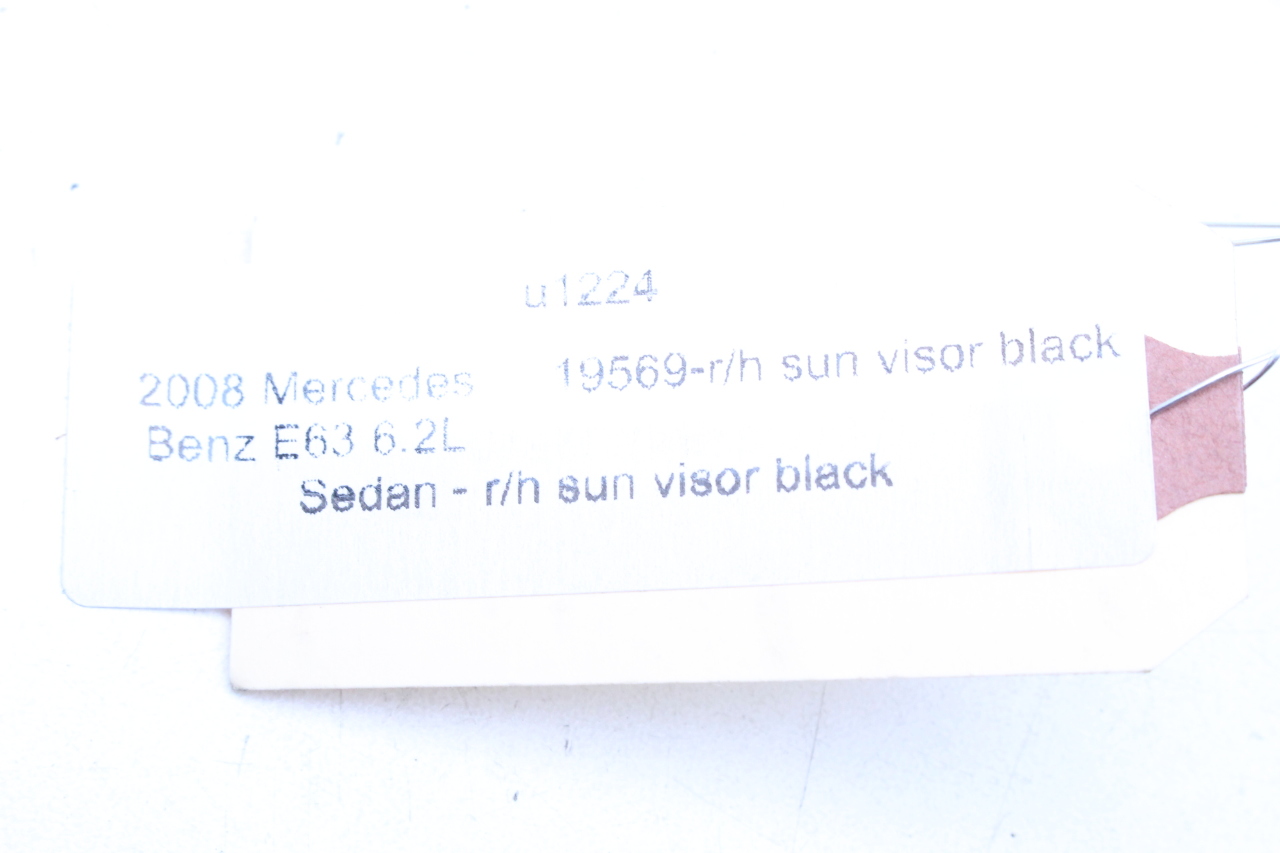 u1224
19569-r/h sun visor black
2008 Mercedes
Benz E63 6.2L
Sedan - r/h sun visor black